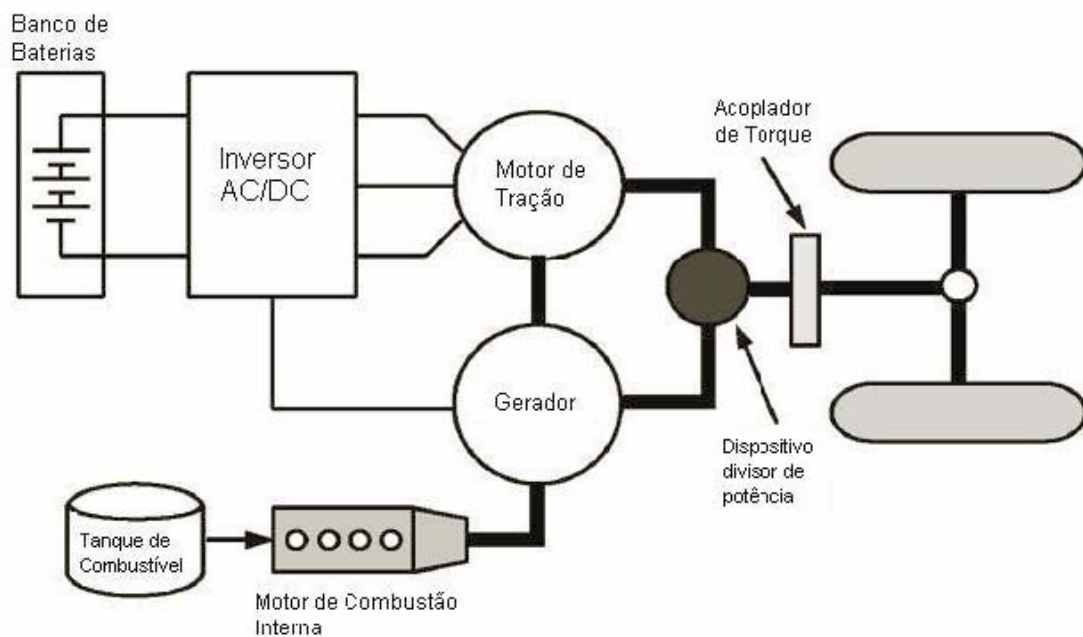 Banco de
Baterias
Inversor
AC/DC
Motor de
Tração
Acoplador
de Torque
Gerador
Dispositivo
divisor de
potência
Tanque de
Combustível
Motor de Combustão
Interna